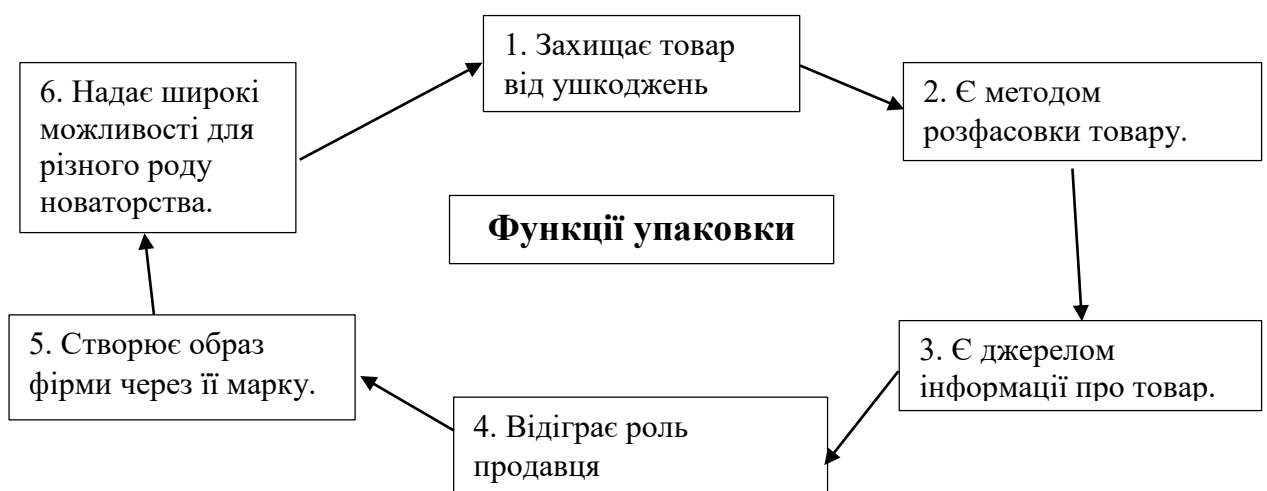 1. Захищає товар
від ушкоджень
2. Є методом
розфасовки товару.
3. Є джерелом
інформації про товар.
4. Відіграє роль
продавця
5. Створює образ
фірми через її марку.
6. Надає широкі
можливості для
різного роду
новаторства.
Функції упаковки